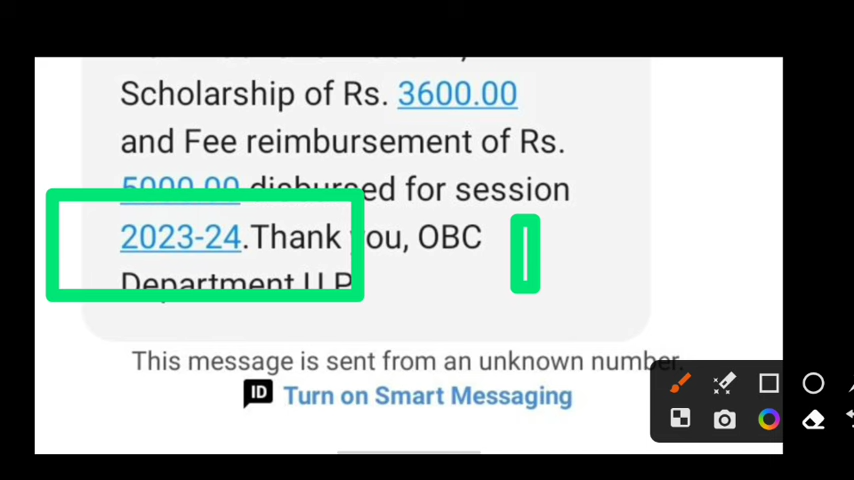 Scholarship of Rs. 3600.00
and Fee reimbursement of Rs.
5000.00 disbursed for session
2023-24.Thank you, OBC
Department U.P
This message is sent from an unknown number.
ID Turn on Smart Messaging